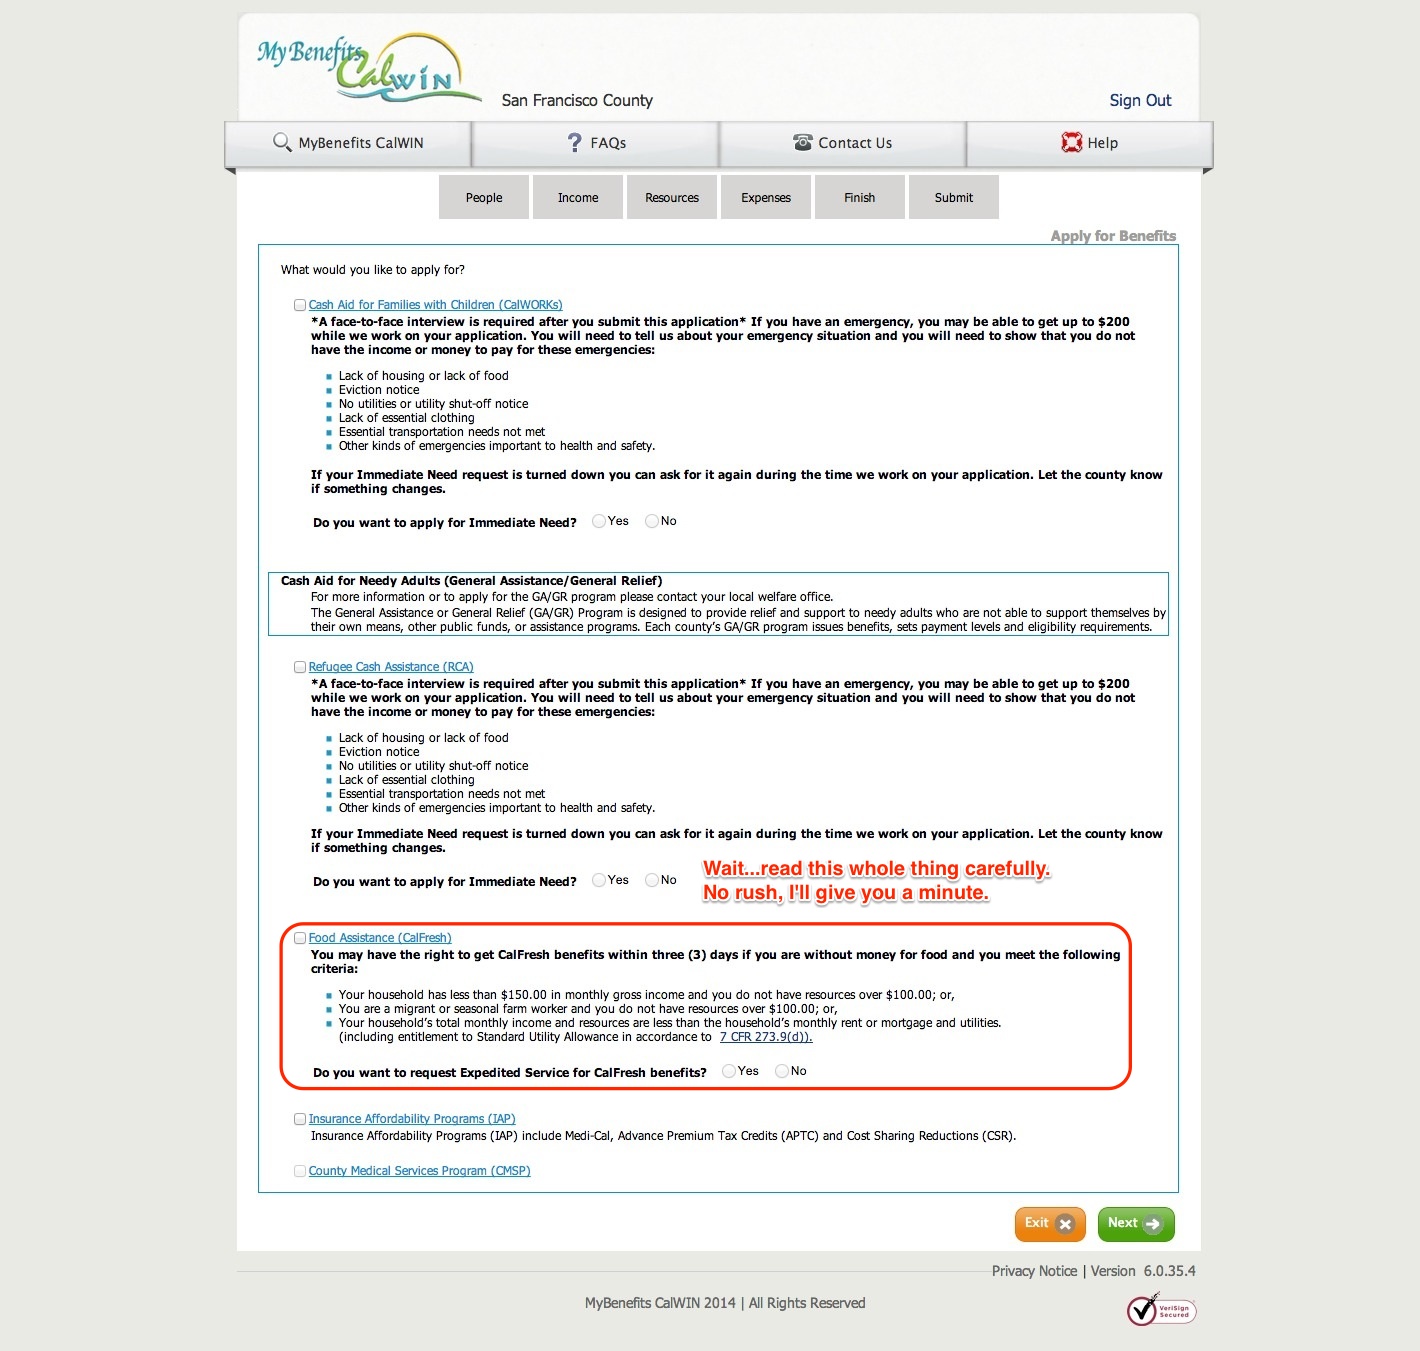 My Benefits
CalWIN
San Francisco County
Sign Out
MyBenefits CalWIN
FAQs
Contact Us
Help
People
Income
Resources
Expenses
Finish
Submit
Apply for Benefits
What would you like to apply for?
Cash Aid for Families with Children (CalWORKs)
*A face-to-face interview is required after you submit this application* If you have an emergency, you may be able to get up to $200
while we work on your application. You will need to tell us about your emergency situation and you will need to show that you do not
have the income or money to pay for these emergencies:
Lack of housing or lack of food
Eviction notice
No utilities or utility shut-off notice
Lack of essential clothing
Essential transportation needs not met
Other kinds of emergencies important to health and safety.
If your Immediate Need request is turned down you can ask for it again during the time we work on your application. Let the county know
if something changes.
Do you want to apply for Immediate Need? Yes No
Cash Aid for Needy Adults (General Assistance/General Relief)
For more information or to apply for the GA/GR program please contact your local welfare office.
The General Assistance or General Relief (GA/GR) Program is designed to provide relief and support to needy adults who are not able to support themselves by
their own means, other public funds, or assistance programs. Each county's GA/GR program issues benefits, sets payment levels and eligibility requirements.
Refugee Cash Assistance (RCA)
*A face-to-face interview is required after you submit this application* If you have an emergency, you may be able to get up to $200
while we work on your application. You will need to tell us about your emergency situation and you will need to show that you do not
have the income or money to pay for these emergencies:
Lack of housing or lack of food
Eviction notice
No utilities or utility shut-off notice
Lack of essential clothing
Essential transportation needs not met
Other kinds of emergencies important to health and safety.
If your Immediate Need request is turned down you can ask for it again during the time we work on your application. Let the county know
if something changes.
Do you want to apply for Immediate Need? Yes No
Wait...read this whole thing carefully.
No rush, I'll give you a minute.
Food Assistance (CalFresh)
You may have the right to get CalFresh benefits within three (3) days if you are without money for food and you meet the following
criteria:
Your household has less than $150.00 in monthly gross income and you do not have resources over $100.00; or,
You are a migrant or seasonal farm worker and you do not have resources over $100.00; or,
Your household's total monthly income and resources are less than the household's monthly rent or mortgage and utilities.
(including entitlement to Standard Utility Allowance in accordance to 7 CFR 273.9(d)).
Do you want to request Expedited Service for CalFresh benefits? Yes No
Insurance Affordability Programs (IAP)
Insurance Affordability Programs (IAP) include Medi-Cal, Advance Premium Tax Credits (APTC) and Cost Sharing Reductions (CSR).
County Medical Services Program (CMSP)
Exit
Next
Privacy Notice | Version 6.0.35.4
MyBenefits CalWIN 2014 | All Rights Reserved
VeriSign
Secured